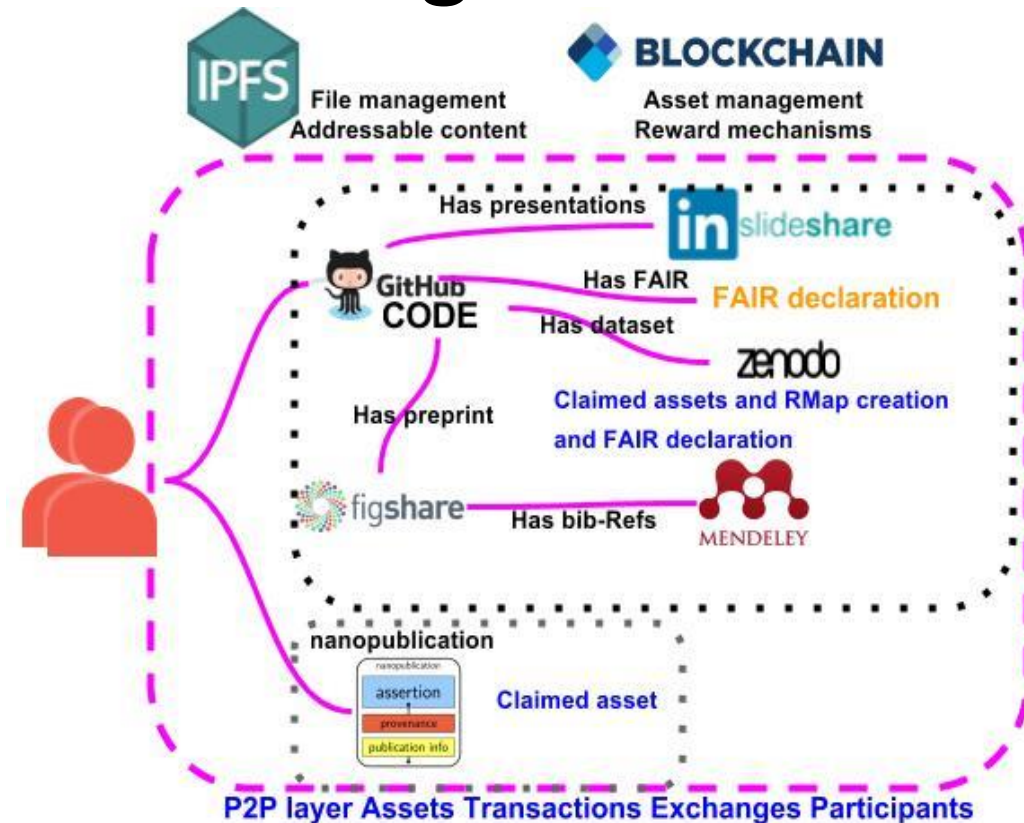 IPFS
BLOCKCHAIN
File management
Addressable content
Asset management
Reward mechanisms
Has presentations
in slideshare
Has FAIR
GitHub
CODE
FAIR declaration
Has dataset
zenodo
Claimed assets and RMap creation
and FAIR declaration
Has preprint
figshare
Has bib-Refs
MENDELEY
nanopublication
nanopublication
assertion
provenance
publication info
Claimed asset
P2P layer Assets Transactions Exchanges Participants